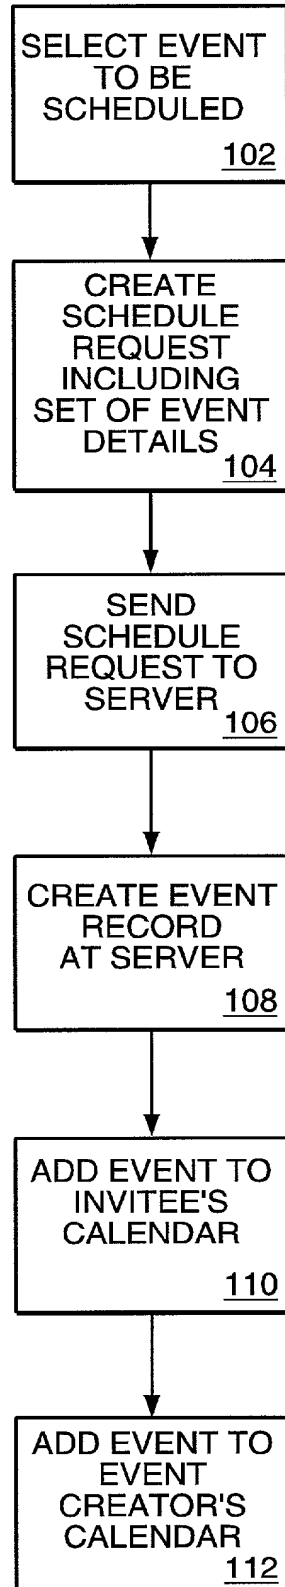 SELECT EVENT
TO BE
SCHEDULED
102
CREATE
SCHEDULE
REQUEST
INCLUDING
SET OF EVENT
DETAILS
104
SEND
SCHEDULE
REQUEST TO
SERVER
106
CREATE EVENT
RECORD
AT SERVER
108
ADD EVENT TO
INVITEE'S
CALENDAR
110
ADD EVENT TO
EVENT
CREATOR'S
CALENDAR
112